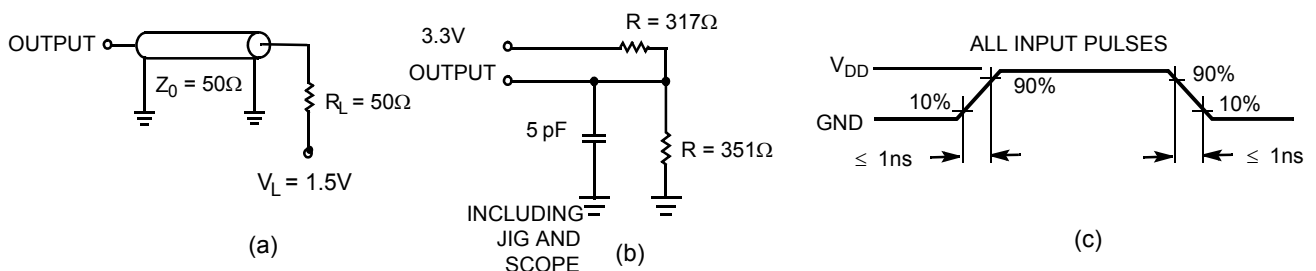 OUTPUT
Z0 = 50Ω
RL = 50Ω
VL = 1.5V
(a)
R = 317Ω
3.3V
OUTPUT
5 pF
R = 351Ω
INCLUDING
JIG AND
SCOPE
(b)
ALL INPUT PULSES
VDD
90%
90%
10%
10%
GND
≤ 1ns
≤ 1ns
(c)